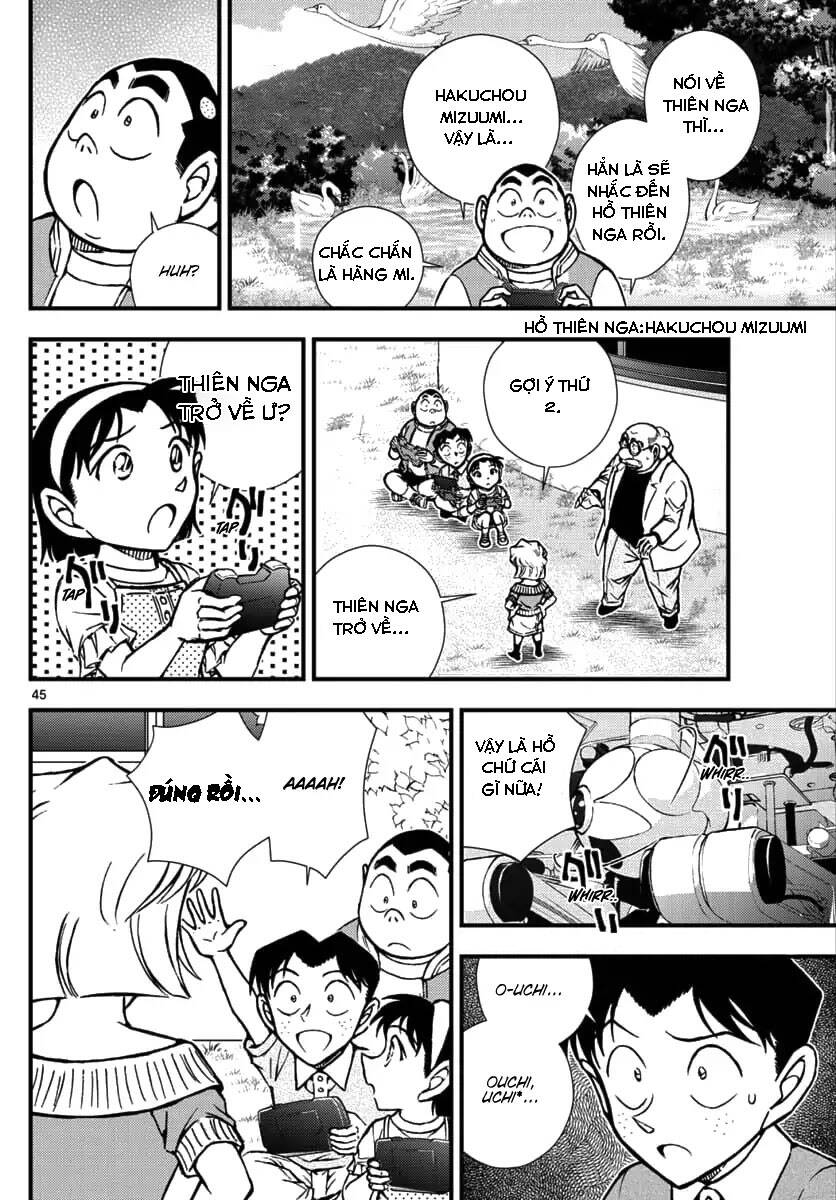 NÓI VỀ
THIÊN NGA
THÌ...
HẲN LÀ SẼ
NHẮC ĐẾN
HỒ THIÊN
NGA RỒI.
HAKUCHOU
MIZUUMI...
VẬY LÀ...
CHẮC CHẮN
LÀ HÀNG MI.
HỒ THIÊN NGA:HAKUCHOU MIZUUMI
HUH?
GỢI Ý THỨ
2.
THIÊN NGA
TRỞ VỀ...
THIÊN NGA
TRỞ VỀ Ư?
TAP
TAP
45
VẬY LÀ HỒ
CHỨ CÁI
GÌ NỮA!
WHIRR..
WHIRR..
O-UCHI...
OUCHI,
UCHI*...
AAAAH!
ĐÚNG RỒI...